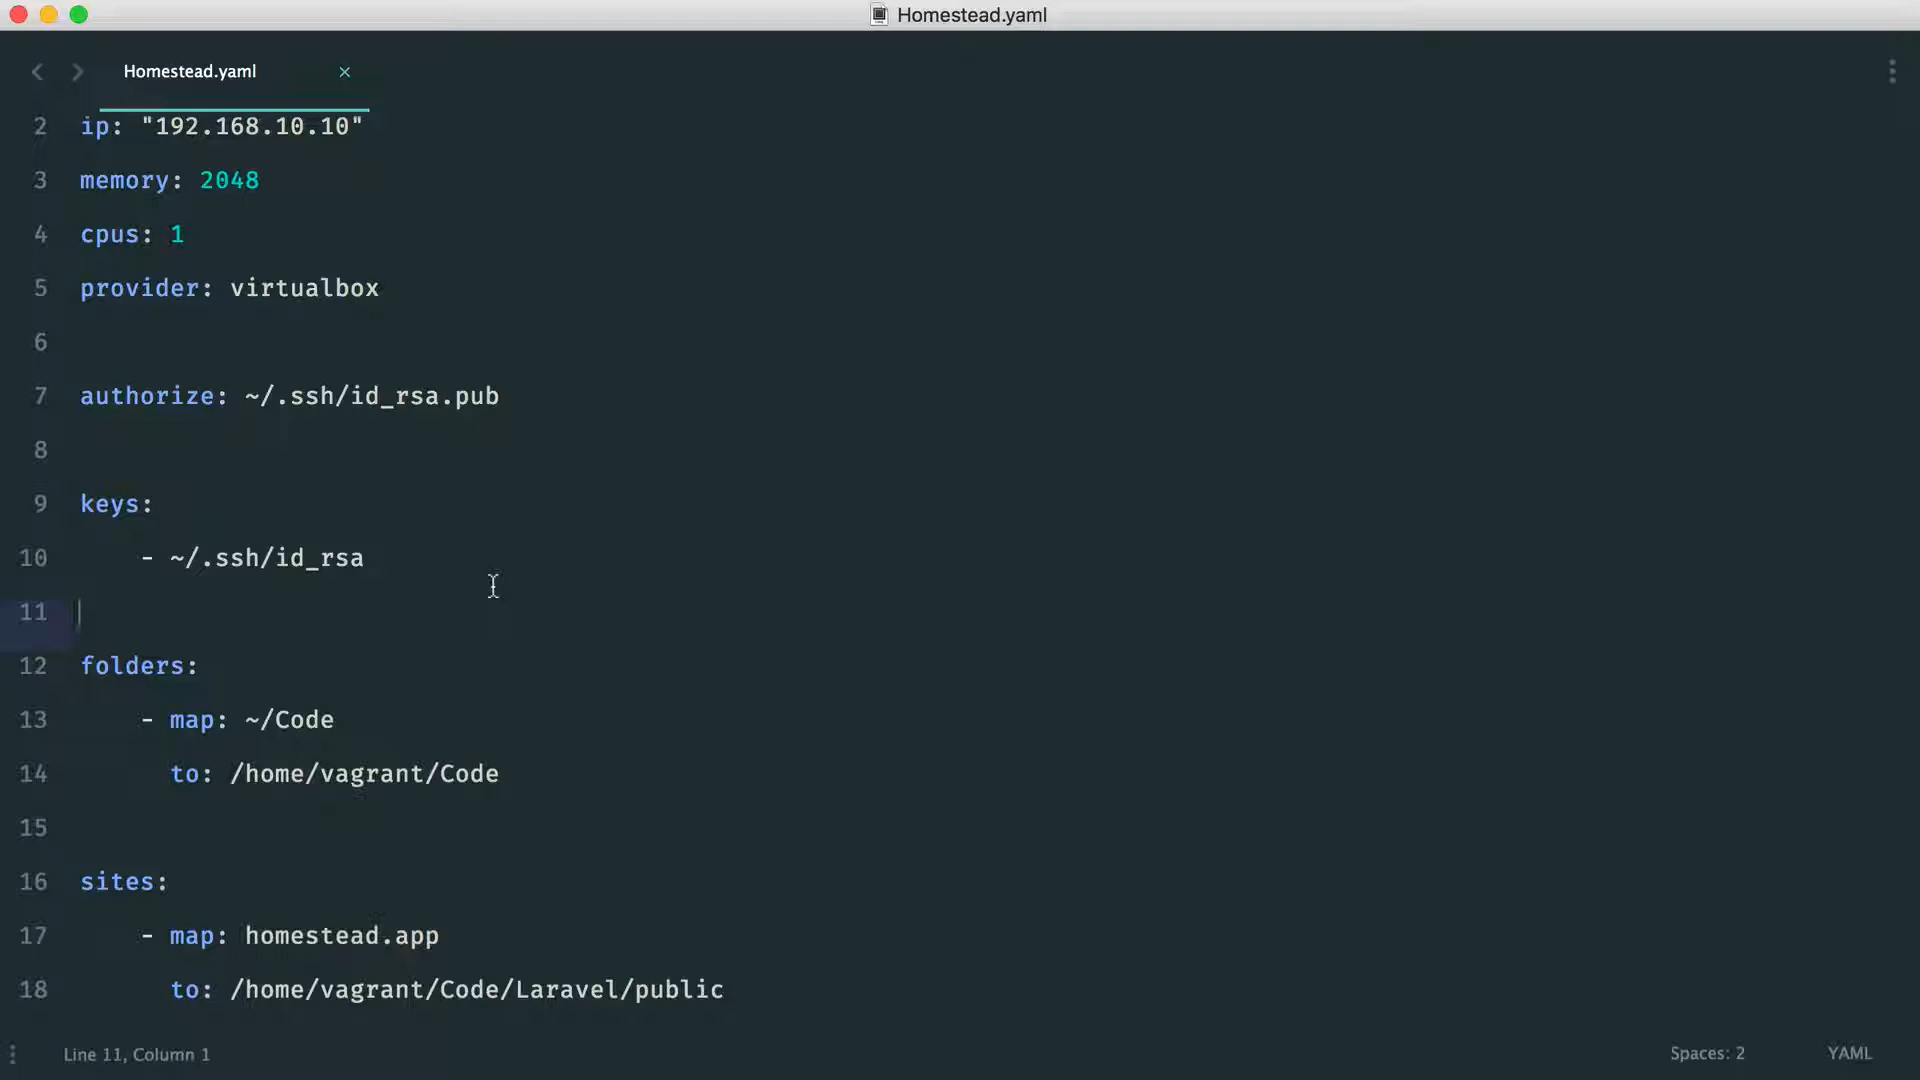 Homestead.yaml
Homestead.yaml ×
2 ip: "192.168.10.10"
3 memory: 2048
4 cpus: 1
5 provider: virtualbox
6
7 authorize: ~/.ssh/id_rsa.pub
8
9 keys:
10     - ~/.ssh/id_rsa
11
12 folders:
13     - map: ~/Code
14       to: /home/vagrant/Code
15
16 sites:
17     - map: homestead.app
18       to: /home/vagrant/Code/Laravel/public
Line 11, Column 1 Spaces: 2 YAML